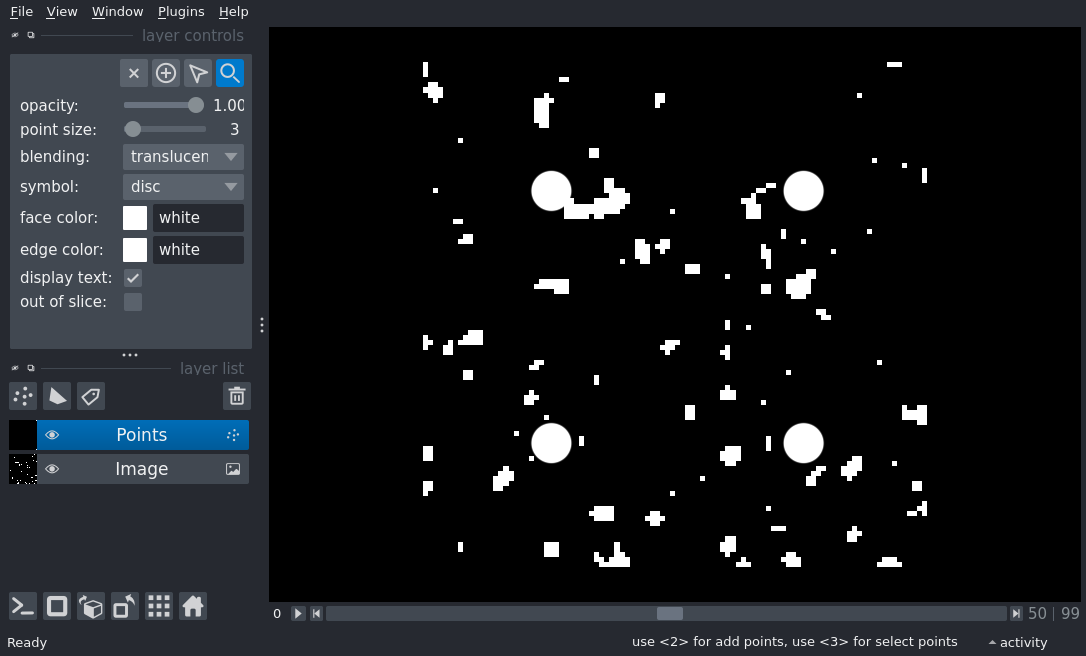 File View Window Plugins Help
layer controls
opacity: 1.00
point size: 3
blending: translucen
symbol: disc
face color: white
edge color: white
display text:
out of slice:
layer list
Points
Image
0 50 | 99
Ready use <2> for add points, use <3> for select points activity